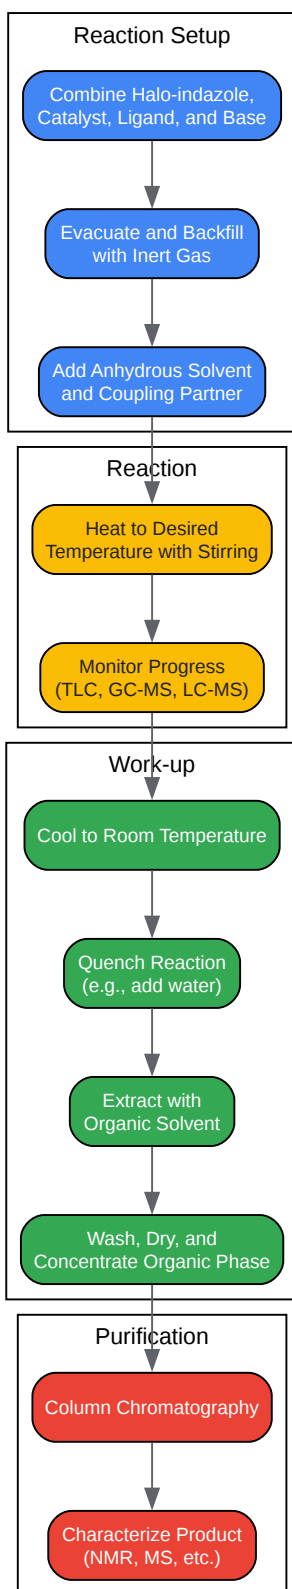 Reaction Setup
Combine Halo-indazole,
Catalyst, Ligand, and Base
Evacuate and Backfill
with Inert Gas
Add Anhydrous Solvent
and Coupling Partner
Reaction
Heat to Desired
Temperature with Stirring
Monitor Progress
(TLC, GC-MS, LC-MS)
Work-up
Cool to Room Temperature
Quench Reaction
(e.g., add water)
Extract with
Organic Solvent
Wash, Dry, and
Concentrate Organic Phase
Purification
Column Chromatography
Characterize Product
(NMR, MS, etc.)